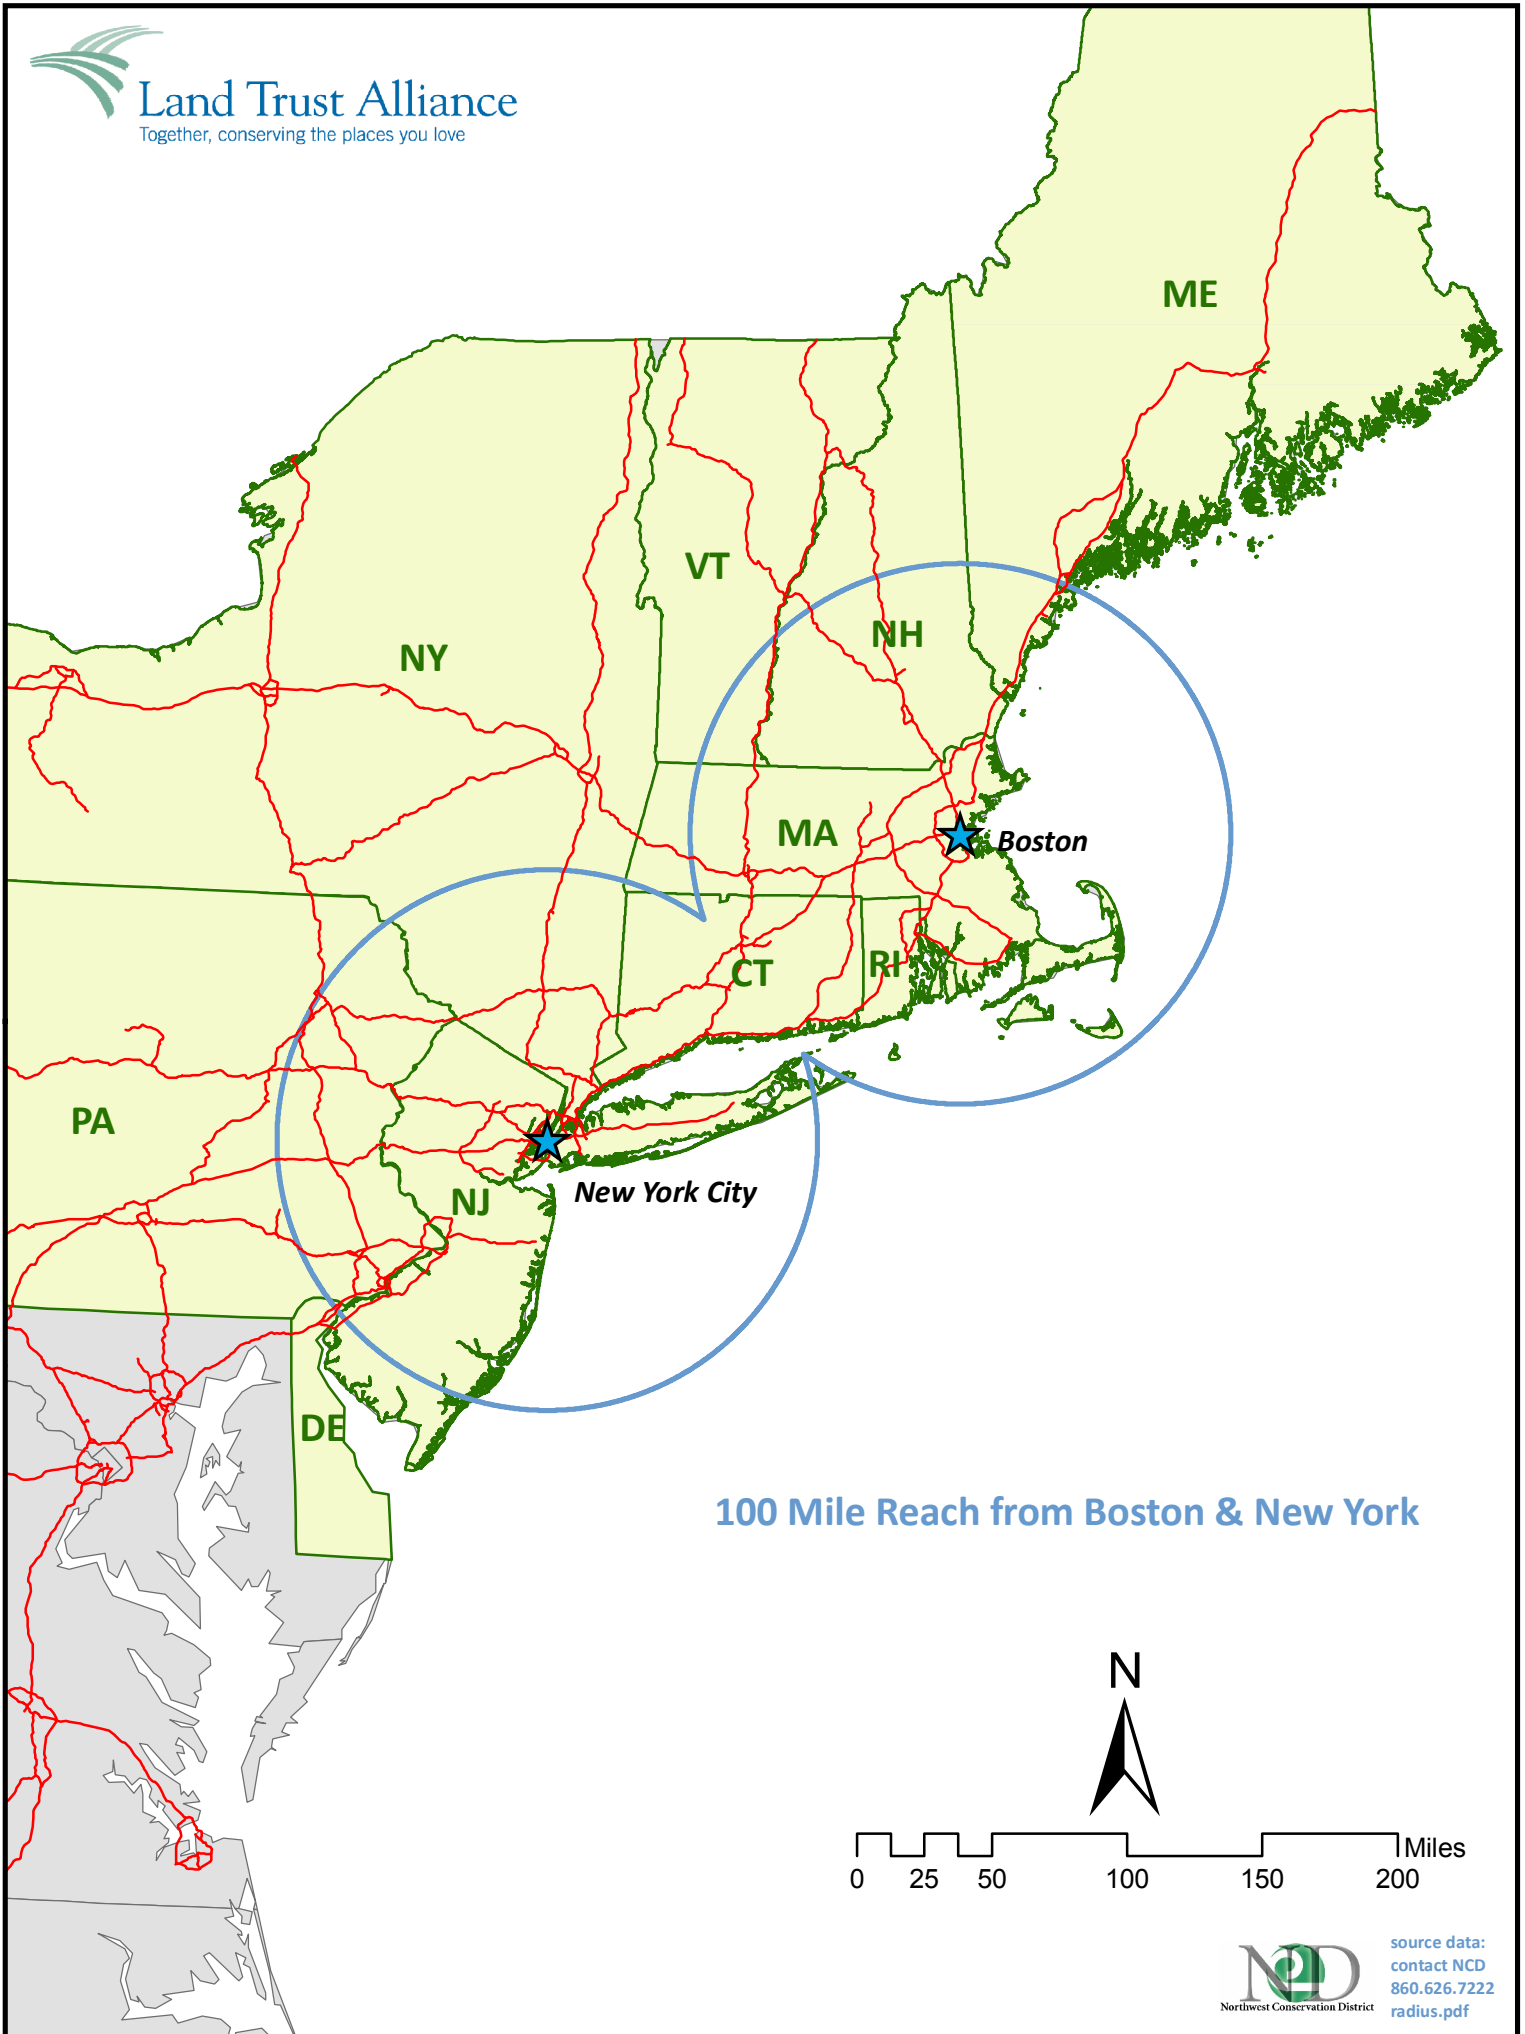 Land Trust Alliance
Together, conserving the places you love
ME
VT
NH
NY
MA
Boston
CT
RI
PA
New York City
NJ
DE
100 Mile Reach from Boston & New York
N
Miles
0 25 50 100 150 200
NCD
Northwest Conservation District
source data:
contact NCD
860.626.7222
radius.pdf